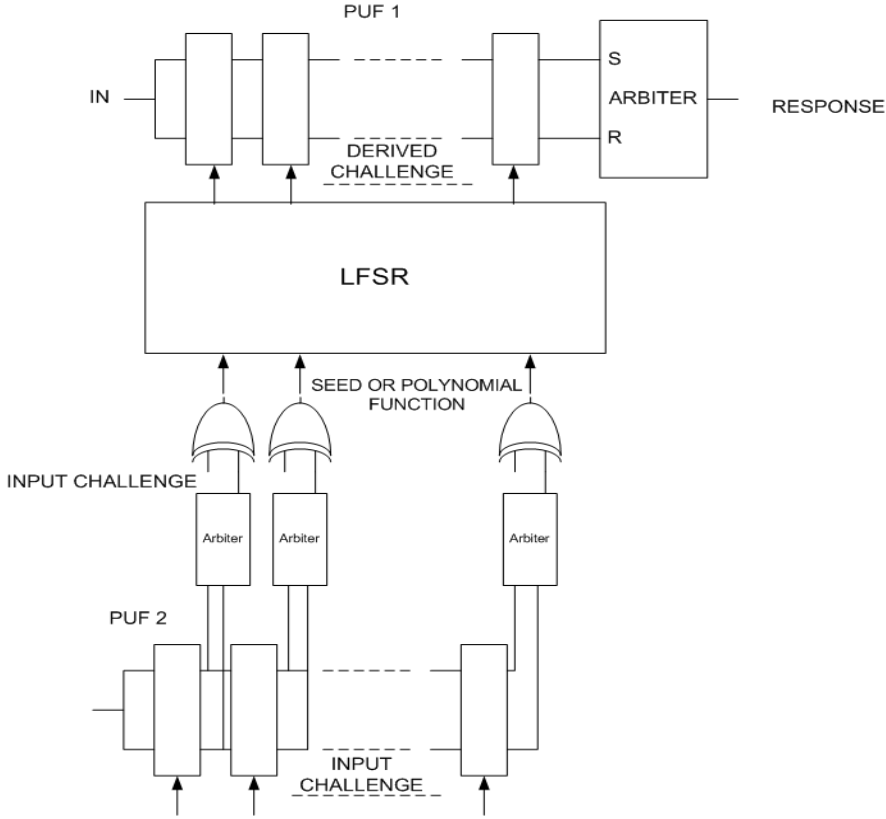 PUF 1
S
IN
ARBITER
RESPONSE
R
DERIVED
CHALLENGE
LFSR
SEED OR POLYNOMIAL
FUNCTION
INPUT CHALLENGE
Arbiter
Arbiter
Arbiter
PUF 2
INPUT
CHALLENGE